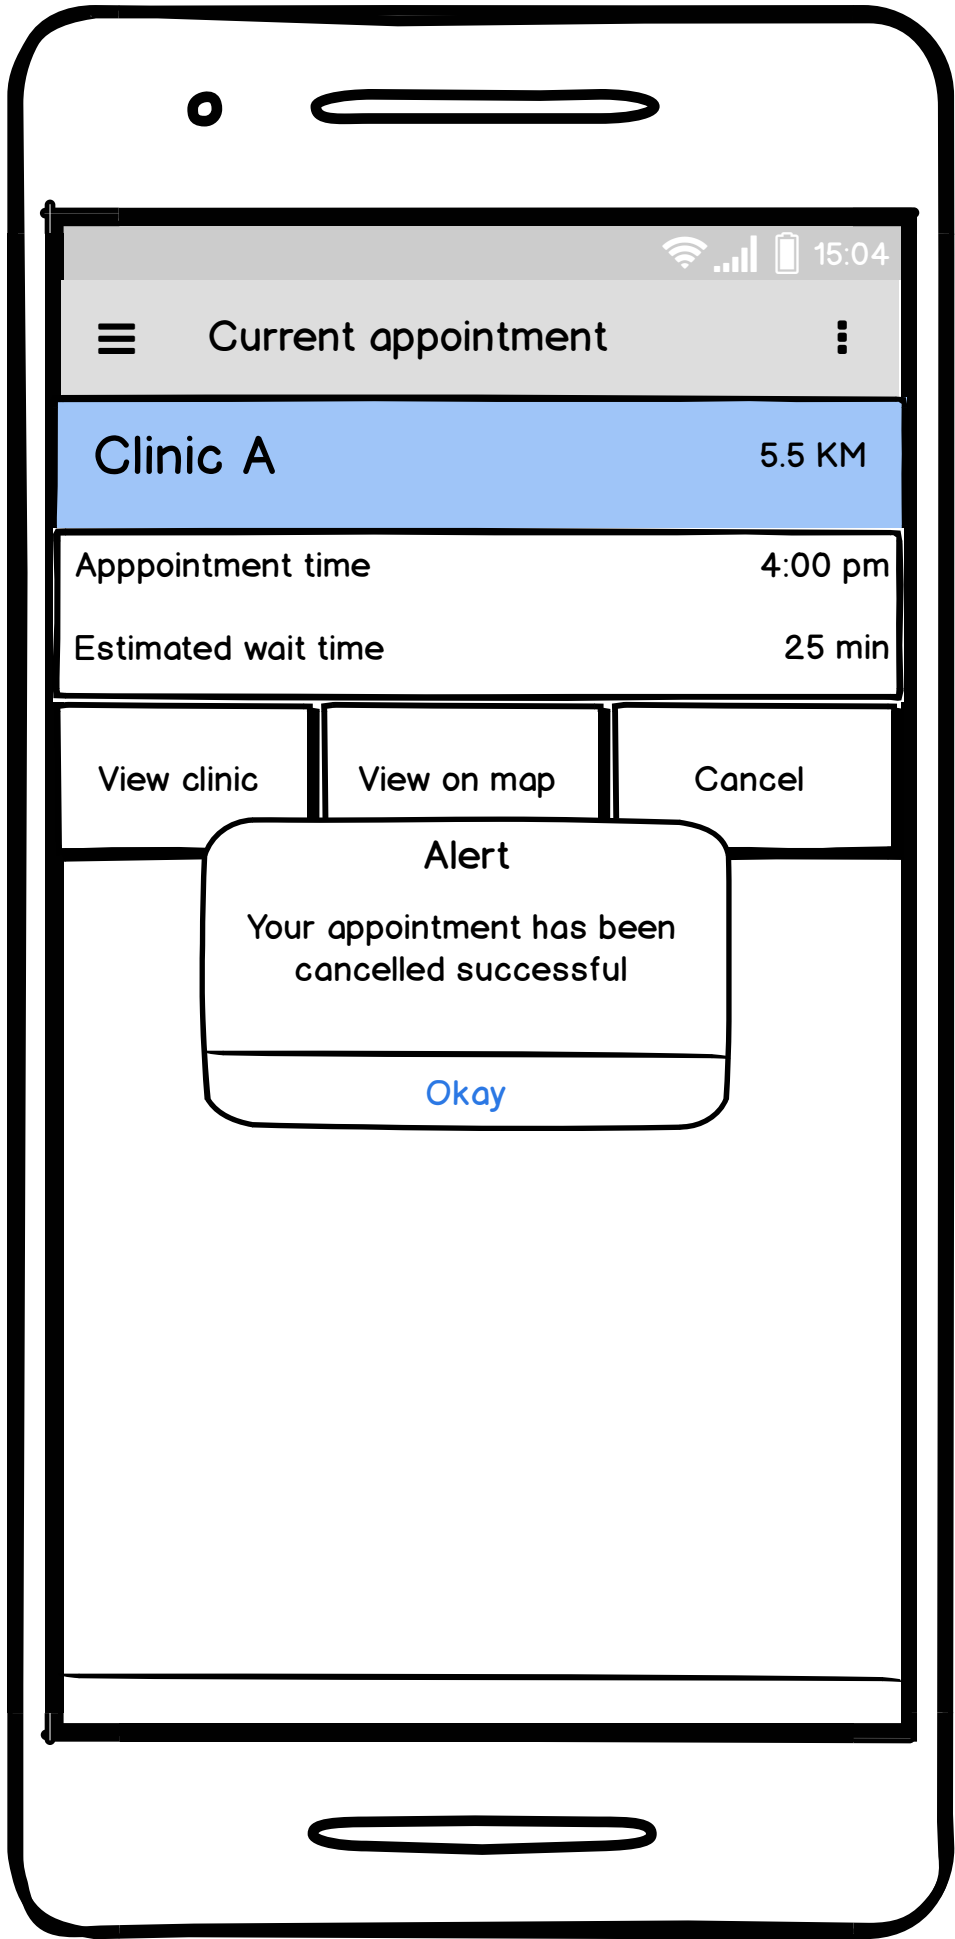 15:04
Current appointment
Clinic A 5.5 KM
Apppointment time 4:00 pm
Estimated wait time 25 min
View clinic View on map Cancel
Alert
Your appointment has been
cancelled successful
Okay